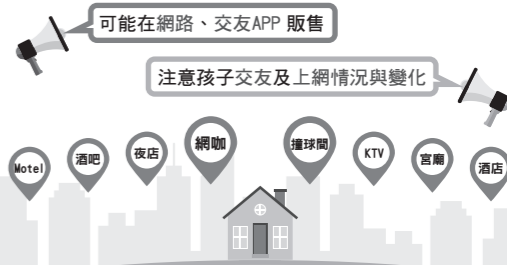 可能在網路、交友APP 販售
注意孩子交友及上網情況與變化
Motel
酒吧
夜店
網咖
撞球間
KTV
宮廟
酒店